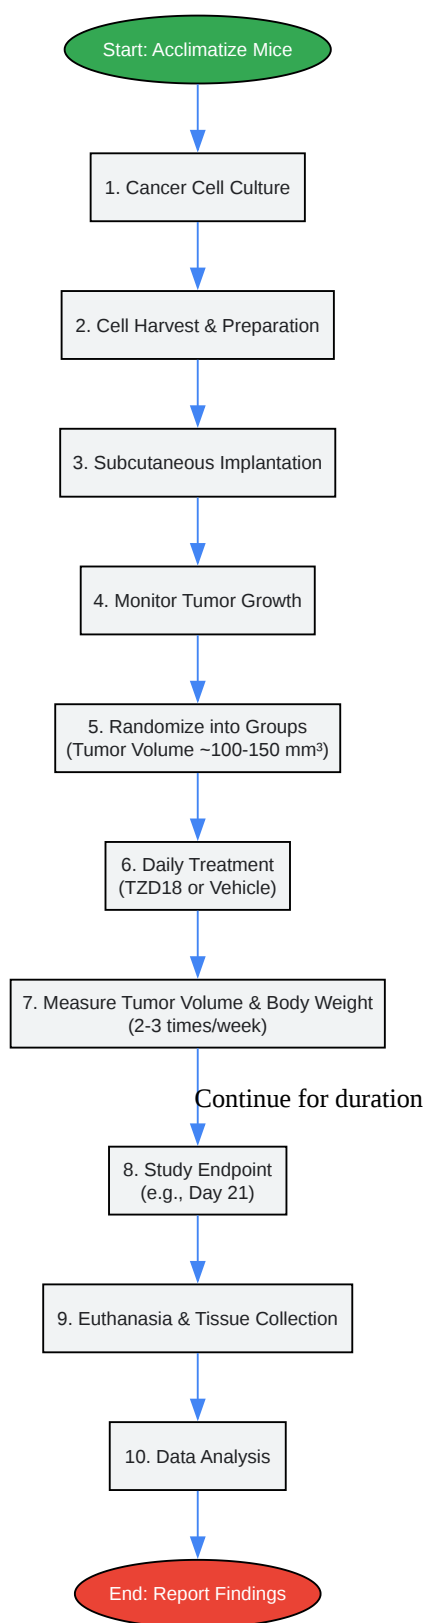 Start: Acclimatize Mice
1. Cancer Cell Culture
2. Cell Harvest & Preparation
3. Subcutaneous Implantation
4. Monitor Tumor Growth
5. Randomize into Groups
(Tumor Volume ~100-150 mm³)
6. Daily Treatment
(TZD18 or Vehicle)
7. Measure Tumor Volume & Body Weight
(2-3 times/week)
Continue for duration
8. Study Endpoint
(e.g., Day 21)
9. Euthanasia & Tissue Collection
10. Data Analysis
End: Report Findings